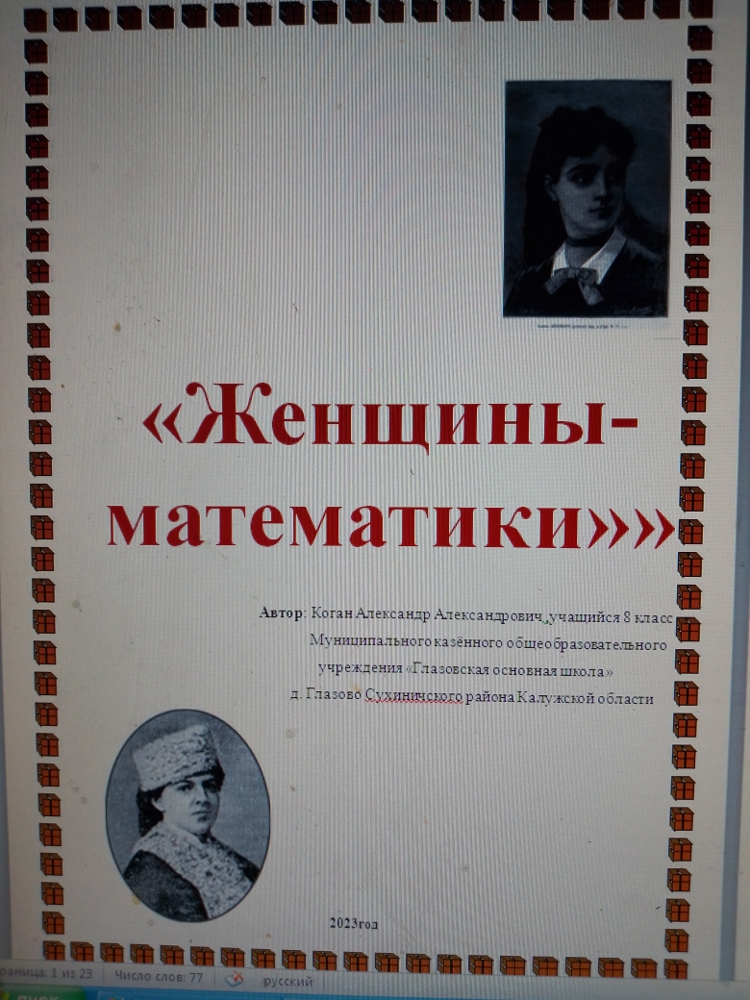 «Женщины-
математики»»»
Автор: Коган Александр Александрович, учащийся 8 класс
Муниципального казённого общеобразовательного
учреждения «Глазовская основная школа»
д. Глазово Сухиничского района Калужской области
2023год
раница: 1 из 23 Число слов: 77 русский